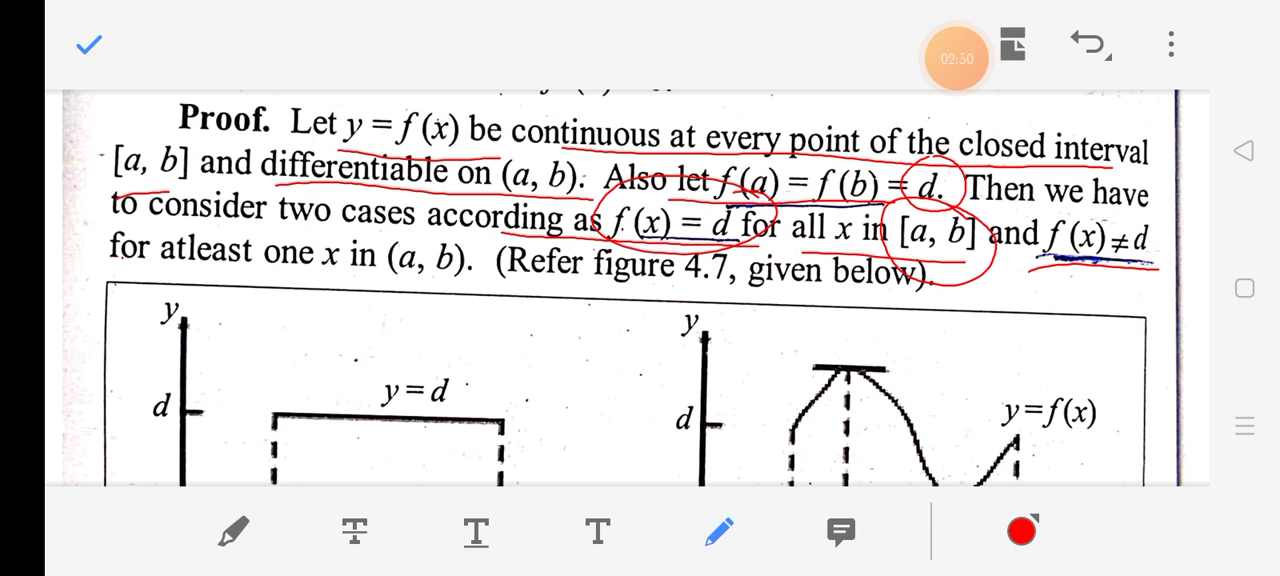 02:50
Proof. Let y = f (x) be continuous at every point of the closed interval
[a, b] and differentiable on (a, b). Also let f (a) = f (b) = d. Then we have
to consider two cases according as f (x) = d for all x in [a, b] and f (x) ≠ d
for atleast one x in (a, b). (Refer figure 4.7, given below).
y
y
y = d
d
d
y=f(x)
T
T
T